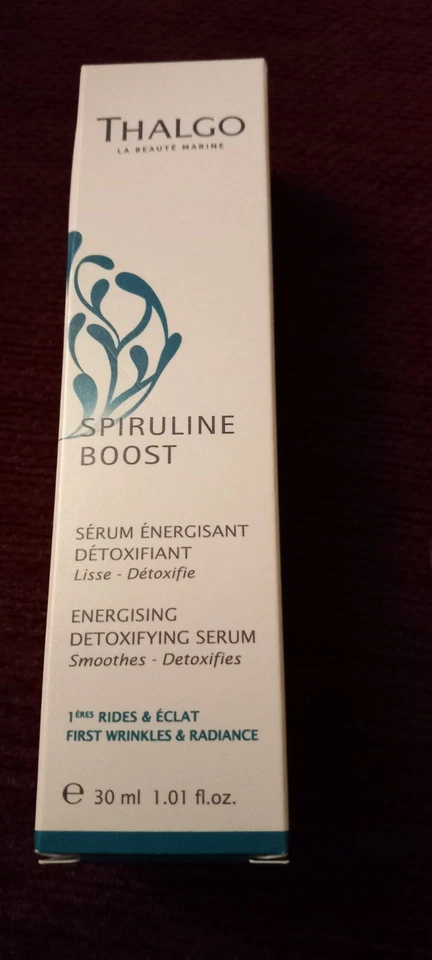 THALGO
LA BEAUTÉ MARINE
SPIRULINE
BOOST
SÉRUM ÉNERGISANT
DÉTOXIFIANT
Lisse - Détoxifie
ENERGISING
DETOXIFYING SERUM
Smoothes - Detoxifies
1ÈRES RIDES & ÉCLAT
FIRST WRINKLES & RADIANCE
℮ 30 ml 1.01 fl.oz.